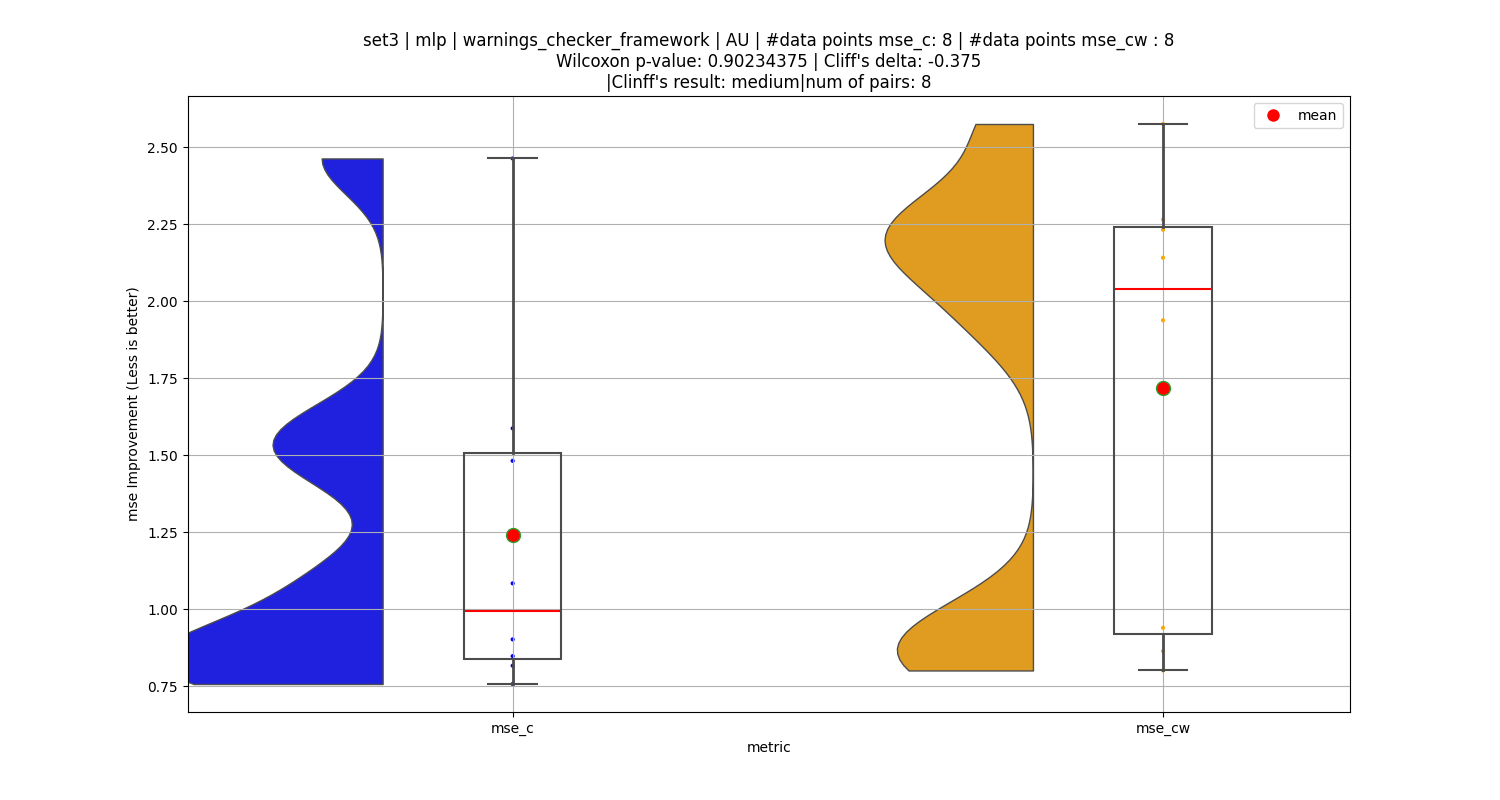 set3 | mlp | warnings_checker_framework | AU | #data points mse_c: 8 | #data points mse_cw : 8
Wilcoxon p-value: 0.90234375 | Cliff's delta: -0.375
|Clinff's result: medium|num of pairs: 8
mean
2.50
2.25
2.00
1.75
1.50
1.25
1.00
0.75
mse Improvement (Less is better)
mse_c
mse_cw
metric